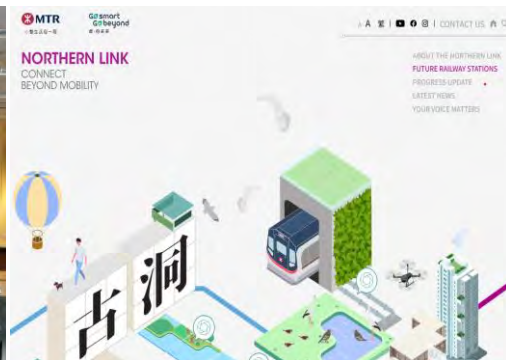 MTR
Go smart
Go beyond
A 繁 | CONTACT US
NORTHERN LINK
CONNECT
BEYOND MOBILITY
ABOUT THE NORTHERN LINK
FUTURE RAILWAY STATIONS
PROGRESS UPDATE
LATEST NEWS
YOUR VOICE MATTERS
古洞